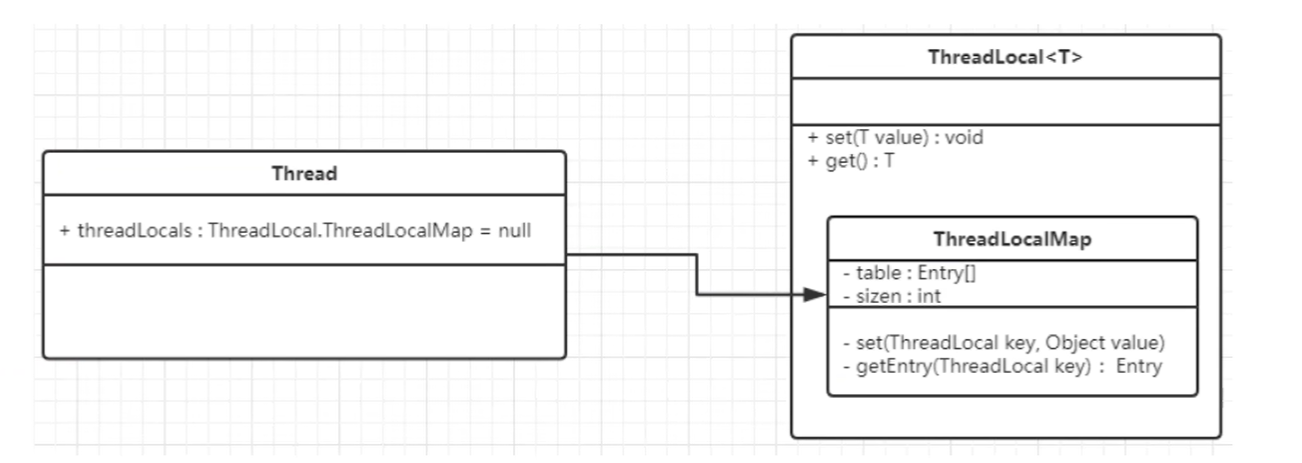 Thread
+ threadLocals : ThreadLocal.ThreadLocalMap = null
ThreadLocal<T>
+ set(T value) : void
+ get() : T
ThreadLocalMap
- table : Entry[]
- sizen : int
- set(ThreadLocal key, Object value)
- getEntry(ThreadLocal key) : Entry